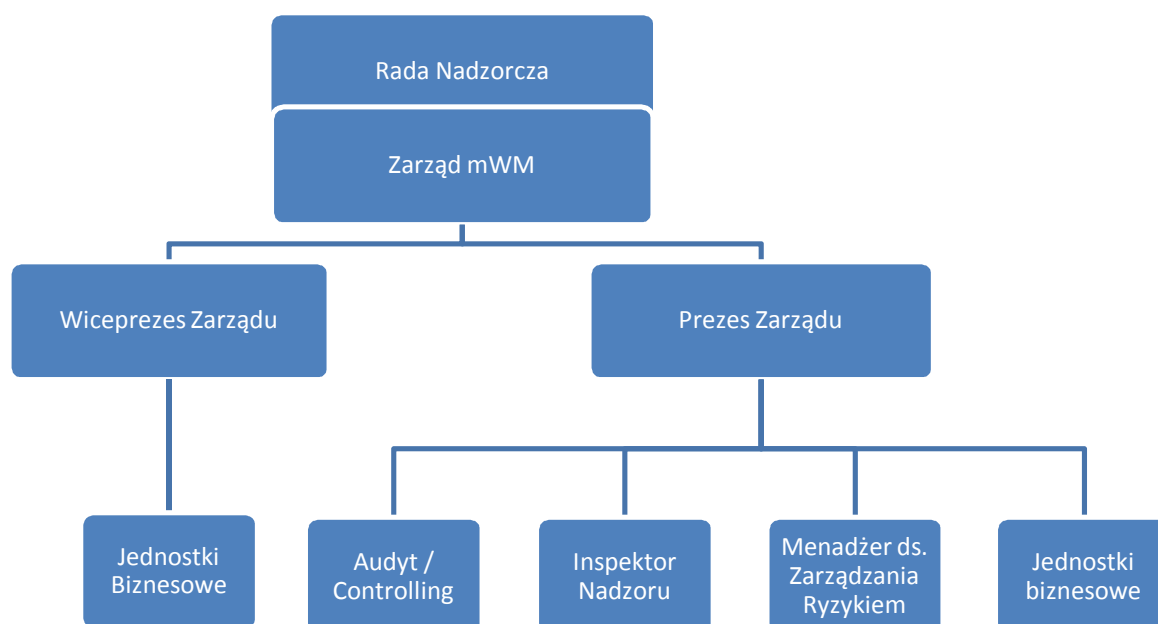 Rada Nadzorcza
Zarząd mWM
Wiceprezes Zarządu
Prezes Zarządu
Jednostki
Biznesowe
Audyt /
Controlling
Inspektor
Nadzoru
Menadżer ds.
Zarządzania
Ryzykiem
Jednostki
biznesowe